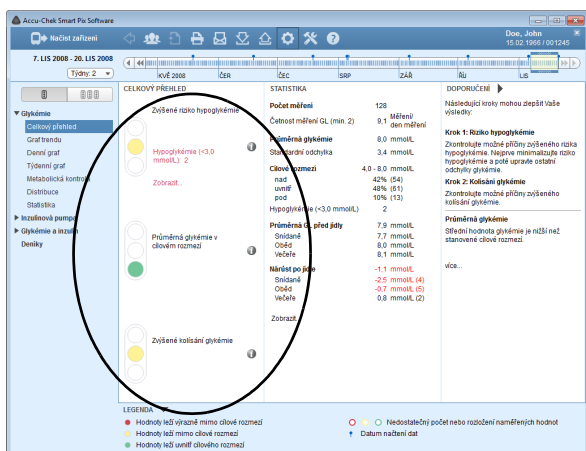 Accu-Chek Smart Pix Software
Načíst zařízení
Doe, John
15.02.1966 / 001245
7. LIS 2008 - 20. LIS 2008
Týdny: 2
KVĚ 2008
ČER
ČEC
SRP
ZÁŘ
ŘÍJ
LIS
Glykémie
Celkový přehled
Graf trendu
Denní graf
Týdenní graf
Metabolická kontrola
Distribuce
Statistika
Inzulínová pumpa
Glykémie a inzulín
Deníky
CELKOVÝ PŘEHLED
Zvýšené riziko hypoglykémie
Hypoglykémie (<3,0
mmol/L): 2
Zobrazit...
Průměrná glykémie v
cílovém rozmezí
Zvýšené kolísání glykémie
STATISTIKA
Počet měření 128
Četnost měření GL (min. 2) 9,1 Měření/
den měření
Průměrná glykémie 8,0 mmol/L
Standardní odchylka 3,4 mmol/L
Cílové rozmezí 4,0 - 8,0 mmol/L
nad 42% (54)
uvnitř 48% (61)
pod 10% (13)
Hypoglykémie (<3,0 mmol/L) 2
Průměrná GL před jídly 7,9 mmol/L
Snídaně 7,7 mmol/L
Oběd 8,0 mmol/L
Večeře 8,1 mmol/L
Nárůst po jídle -1,1 mmol/L
Snídaně -2,5 mmol/L (4)
Oběd -0,7 mmol/L (5)
Večeře 0,8 mmol/L (2)
Zobrazit...
DOPORUČENÍ
Následující kroky mohou zlepšit Vaše
výsledky:
Krok 1: Riziko hypoglykémie
Zkontrolujte možné příčiny zvýšeného rizika
hypoglykémie. Nejprve minimalizujte riziko
hypoglykémie a poté upravte ostatní
odchylky glykémie.
Krok 2: Kolísání glykémie
Zkontrolujte možné příčiny zvýšeného
kolísání glykémie.
Průměrná glykémie
Střední hodnota glykémie je nižší než
stanovené cílové rozmezí.
více...
LEGENDA
Hodnoty leží výrazně mimo cílové rozmezí
Hodnoty leží mimo cílové rozmezí
Hodnoty leží uvnitř cílového rozmezí
Nedostatečný počet nebo rozložení naměřených hodnot
Datum načtení dat